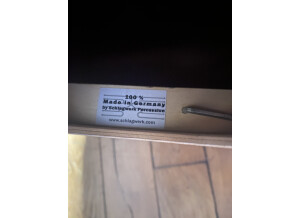 100 %
Made in Germany
by Schlagwerk Percussion
www.schlagwerk.com